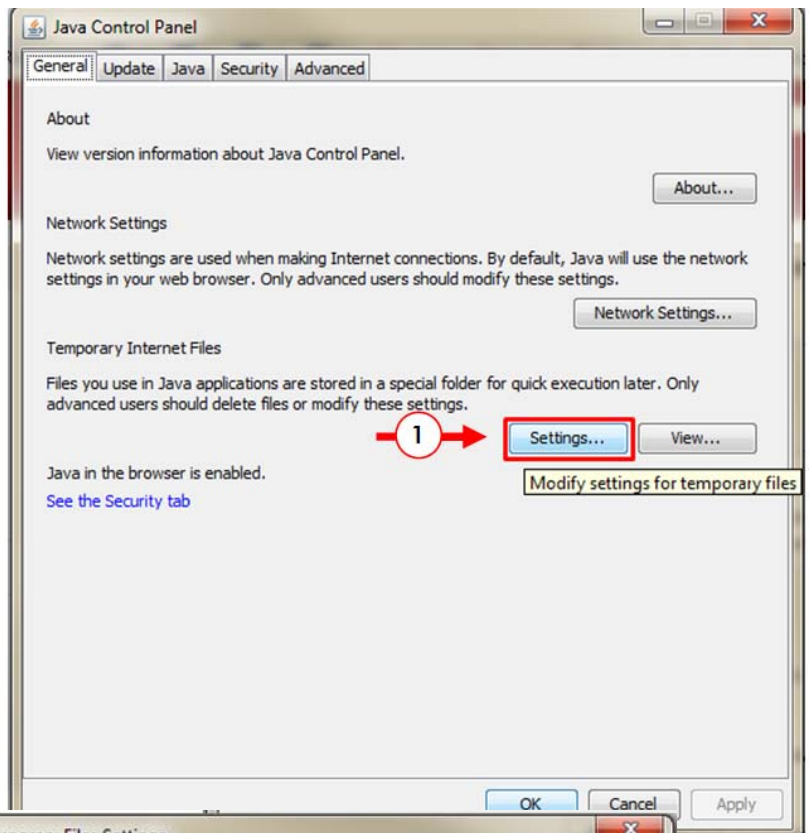 Java Control Panel
General Update Java Security Advanced
About
View version information about Java Control Panel.
About...
Network Settings
Network settings are used when making Internet connections. By default, Java will use the network
settings in your web browser. Only advanced users should modify these settings.
Network Settings...
Temporary Internet Files
Files you use in Java applications are stored in a special folder for quick execution later. Only
advanced users should delete files or modify these settings.
1 Settings... View...
Java in the browser is enabled.
Modify settings for temporary files
See the Security tab
OK Cancel Apply